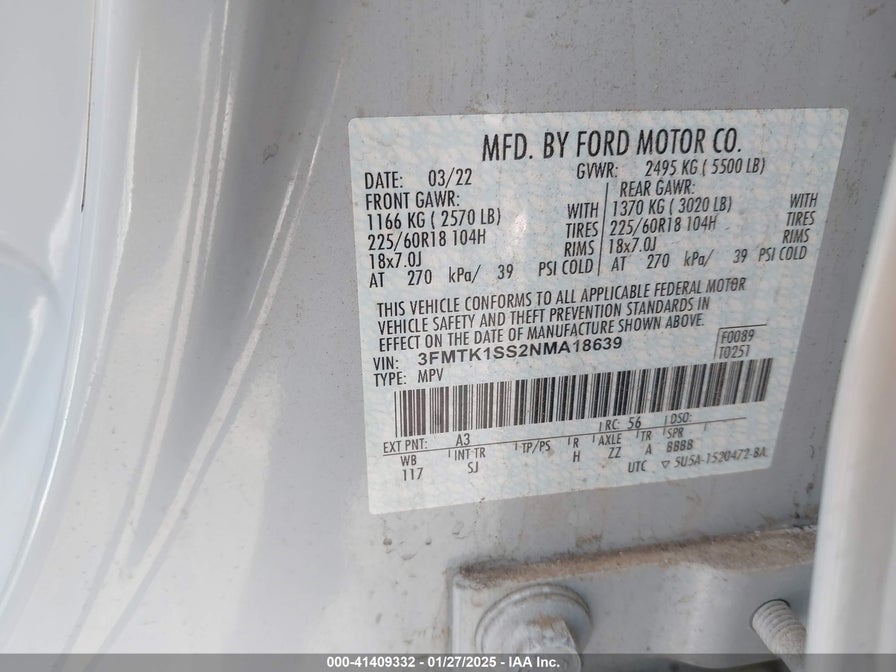 MFD. BY FORD MOTOR CO.
DATE: 03/22 GVWR: 2495 KG ( 5500 LB)
FRONT GAWR: REAR GAWR:
1166 KG ( 2570 LB) WITH 1370 KG ( 3020 LB) WITH
225/60R18 104H TIRES 225/60R18 104H TIRES
18x7.0J RIMS 18x7.0J RIMS
AT 270 kPa/ 39 PSI COLD AT 270 kPa/ 39 PSI COLD
THIS VEHICLE CONFORMS TO ALL APPLICABLE FEDERAL MOTOR
VEHICLE SAFETY AND THEFT PREVENTION STANDARDS IN
EFFECT ON THE DATE OF MANUFACTURE SHOWN ABOVE.
VIN: 3FMTK1SS2NMA18639 F0089
TYPE: MPV T0251
EXT PNT: A3 RC: 56 DSO:
WB INT TR TP/PS R AXLE TR SPR
117 SJ H ZZ A BBBB
UTC ▽ 5U5A-1520472-BA
000-41409332 - 01/27/2025 - IAA Inc.